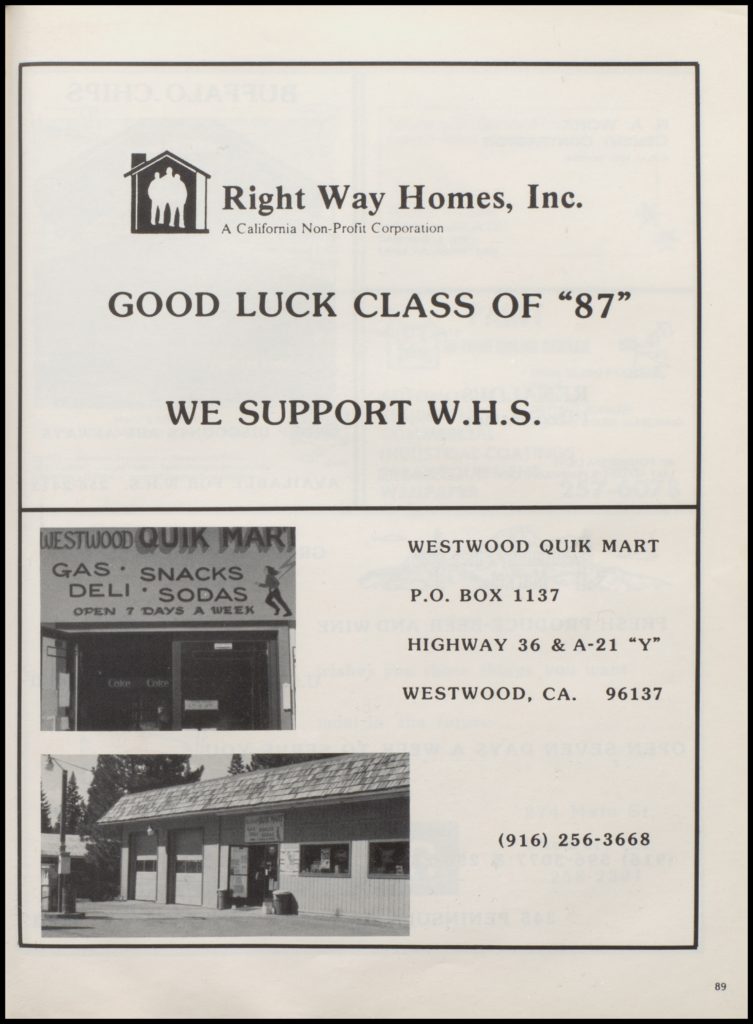 Right Way Homes, Inc.
A California Non-Profit Corporation
GOOD LUCK CLASS OF “87”
WE SUPPORT W.H.S.
WESTWOOD QUIK MART
GAS · SNACKS
DELI · SODAS
OPEN 7 DAYS A WEEK
Coke Coke
WESTWOOD QUIK MART
P.O. BOX 1137
HIGHWAY 36 & A-21 “Y”
WESTWOOD, CA. 96137
(916) 256-3668
89